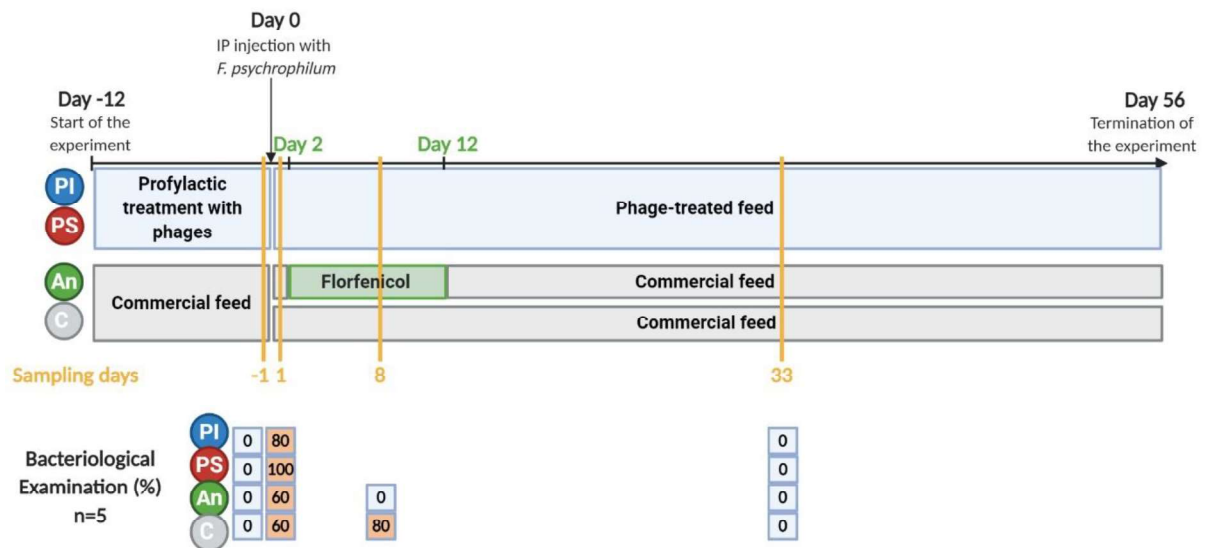 Day 0
IP injection with
F. psychrophilum
Day -12
Start of the
experiment
Day 2
Day 12
Day 56
Termination of
the experiment
PI
PS
Profylactic
treatment with
phages
Phage-treated feed
An
C
Commercial feed
Florfenicol
Commercial feed
Commercial feed
Sampling days
-1 1 8 33
Bacteriological
Examination (%)
n=5
PI 0 80 0
PS 0 100 0
An 0 60 0 0
C 0 60 80 0